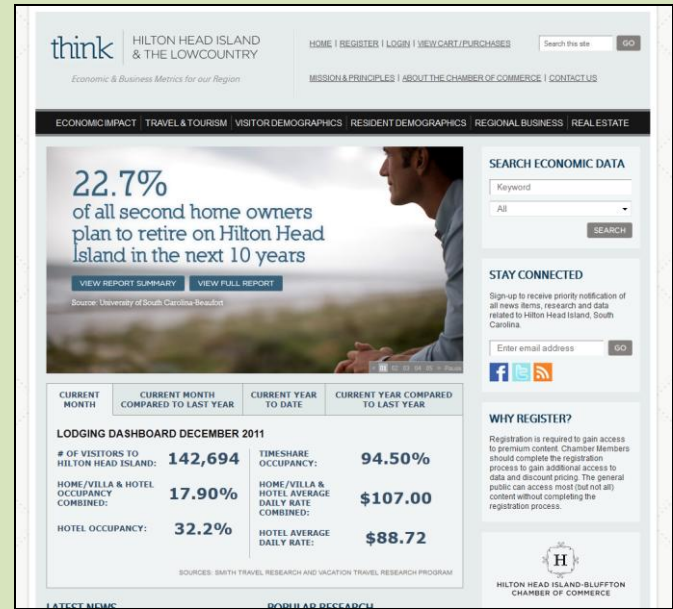 think
HILTON HEAD ISLAND
& THE LOWCOUNTRY
Economic & Business Metrics for our Region
HOME | REGISTER | LOGIN | VIEW CART / PURCHASES
Search this site
GO
MISSION & PRINCIPLES | ABOUT THE CHAMBER OF COMMERCE | CONTACT US
ECONOMIC IMPACT | TRAVEL & TOURISM | VISITOR DEMOGRAPHICS | RESIDENT DEMOGRAPHICS | REGIONAL BUSINESS | REAL ESTATE
22.7%
of all second home owners
plan to retire on Hilton Head
Island in the next 10 years
VIEW REPORT SUMMARY
VIEW FULL REPORT
Source: University of South Carolina-Beaufort
02 03 04 05
Pause
SEARCH ECONOMIC DATA
Keyword
All
SEARCH
STAY CONNECTED
Sign-up to receive priority notification of
all news items, research and data
related to Hilton Head Island, South
Carolina.
Enter email address
GO
CURRENT
MONTH
CURRENT MONTH
COMPARED TO LAST YEAR
CURRENT YEAR
TO DATE
CURRENT YEAR COMPARED
TO LAST YEAR
LODGING DASHBOARD DECEMBER 2011
# OF VISITORS TO
HILTON HEAD ISLAND:
142,694
HOME/VILLA & HOTEL
OCCUPANCY
COMBINED:
17.90%
HOTEL OCCUPANCY:
32.2%
TIMESHARE
OCCUPANCY:
94.50%
HOME/VILLA &
HOTEL AVERAGE
DAILY RATE
COMBINED:
$107.00
HOTEL AVERAGE
DAILY RATE:
$88.72
SOURCES: SMITH TRAVEL RESEARCH AND VACATION TRAVEL RESEARCH PROGRAM
WHY REGISTER?
Registration is required to gain access
to premium content. Chamber Members
should complete the registration
process to gain additional access to
data and discount pricing. The general
public can access most (but not all)
content without completing the
registration process.
H
HILTON HEAD ISLAND-BLUFFTON
CHAMBER OF COMMERCE
LATEST NEWS
POPULAR RESEARCH